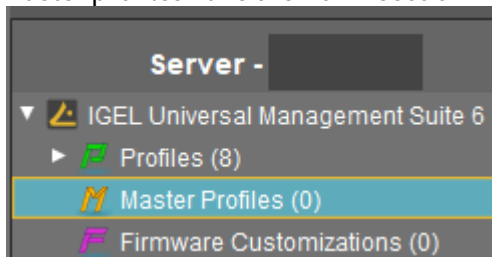 Server -
IGEL Universal Management Suite 6
P Profiles (8)
M Master Profiles (0)
F Firmware Customizations (0)